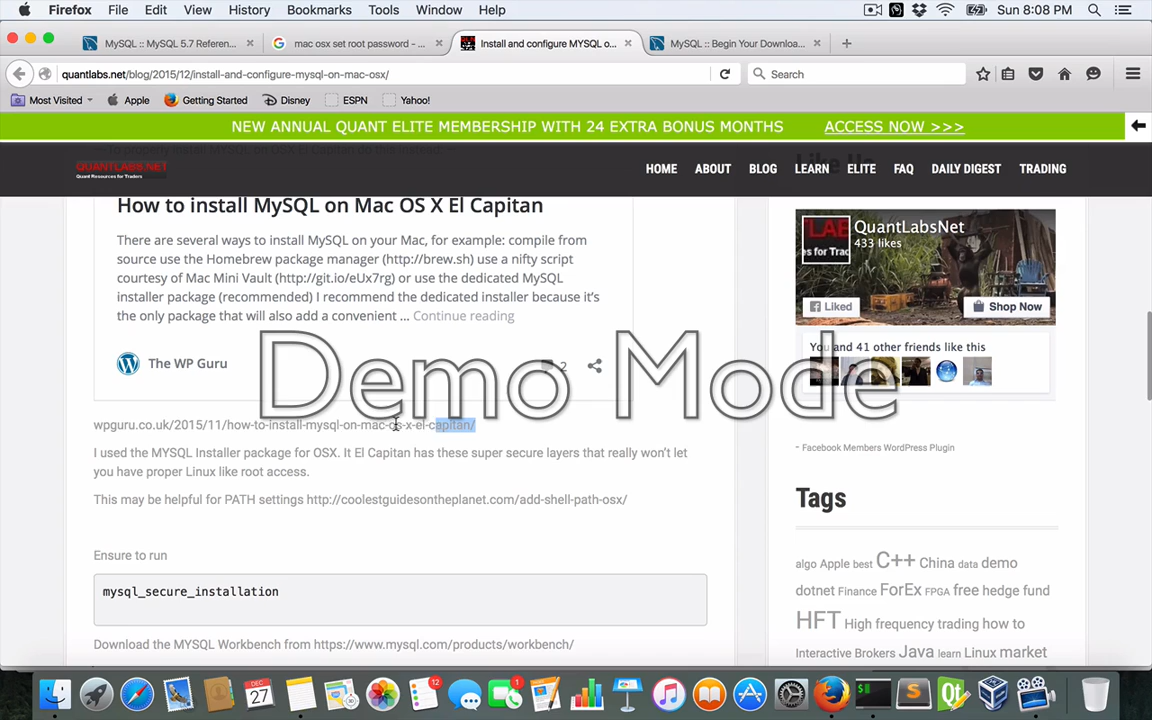 Firefox File Edit View History Bookmarks Tools Window Help Sun 8:08 PM
MySQL :: MySQL 5.7 Referen...
mac osx set root password - ...
Install and configure MYSQL o...
MySQL :: Begin Your Downloa...
quantlabs.net/blog/2015/12/install-and-configure-mysql-on-mac-osx/
Search
Most Visited Apple Getting Started Disney ESPN Yahoo!
NEW ANNUAL QUANT ELITE MEMBERSHIP WITH 24 EXTRA BONUS MONTHS ACCESS NOW >>>
QUANTLABS.NET
Quant Resources for Traders
HOME ABOUT BLOG LEARN ELITE FAQ DAILY DIGEST TRADING
How to install MySQL on Mac OS X El Capitan
There are several ways to install MySQL on your Mac, for example: compile from
source use the Homebrew package manager (http://brew.sh) use a nifty script
courtesy of Mac Mini Vault (http://git.io/eUx7rg) or use the dedicated MySQL
installer package (recommended) I recommend the dedicated installer because it's
the only package that will also add a convenient ... Continue reading
The WP Guru
2
Demo Mode
wpguru.co.uk/2015/11/how-to-install-mysql-on-mac-os-x-el-capitan/
I used the MYSQL Installer package for OSX. It El Capitan has these super secure layers that really won't let
you have proper Linux like root access.
This may be helpful for PATH settings http://coolestguidesontheplanet.com/add-shell-path-osx/
Ensure to run
mysql_secure_installation
Download the MYSQL Workbench from https://www.mysql.com/products/workbench/
QuantLabsNet
433 likes
Liked
Shop Now
You and 41 other friends like this
- Facebook Members WordPress Plugin
Tags
algo Apple best C++ China data demo
dotnet Finance ForEx FPGA free hedge fund
HFT High frequency trading how to
Interactive Brokers Java learn Linux market
DEC
27
12
1